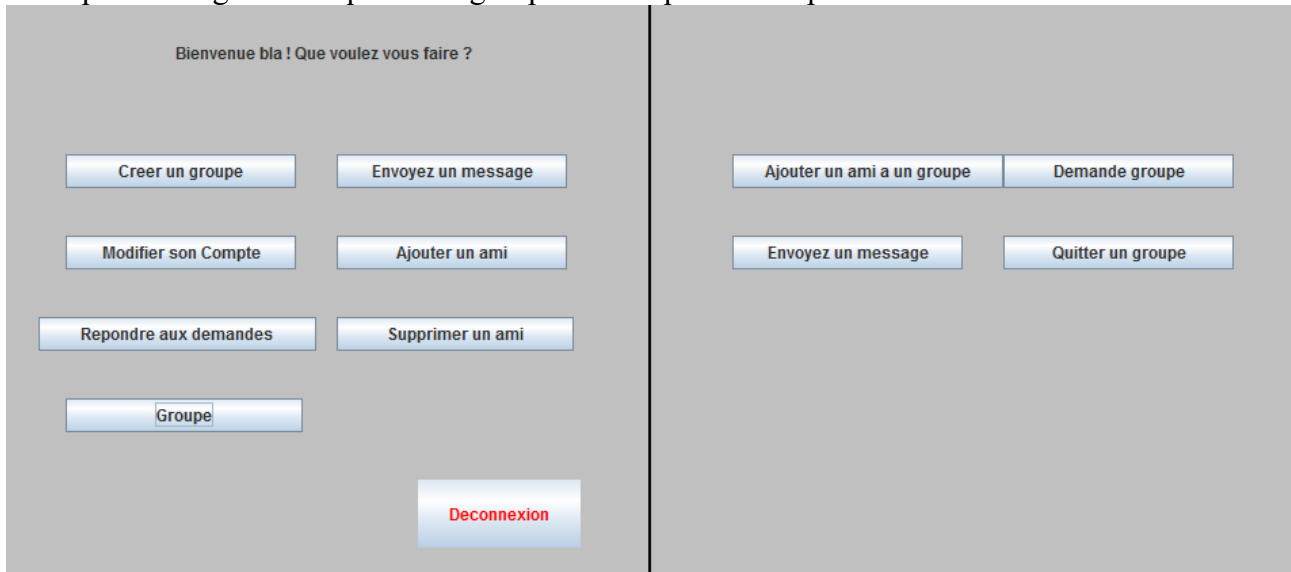 Bienvenue bla ! Que voulez vous faire ?
Creer un groupe
Envoyez un message
Modifier son Compte
Ajouter un ami
Repondre aux demandes
Supprimer un ami
Groupe
Deconnexion
Ajouter un ami a un groupe
Demande groupe
Envoyez un message
Quitter un groupe